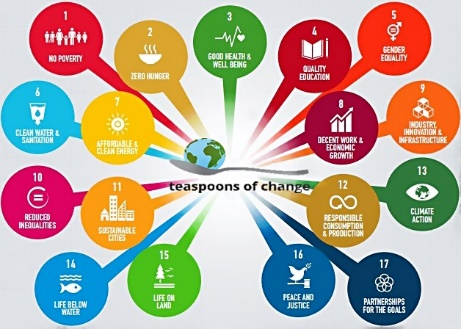 1
NO POVERTY
2
ZERO HUNGER
3
GOOD HEALTH &
WELL BEING
4
QUALITY
EDUCATION
5
GENDER
EQUALITY
6
CLEAN WATER &
SANITATION
7
AFFORDABLE &
CLEAN ENERGY
8
DECENT WORK &
ECONOMIC
GROWTH
9
INDUSTRY,
INNOVATION &
INFRASTRUCTURE
teaspoons of change
10
REDUCED
INEQUALITIES
11
SUSTAINABLE
CITIES
12
RESPONSIBLE
CONSUMPTION
& PRODUCTION
13
CLIMATE
ACTION
14
LIFE BELOW
WATER
15
LIFE ON
LAND
16
PEACE AND
JUSTICE
17
PARTNERSHIPS
FOR THE GOALS